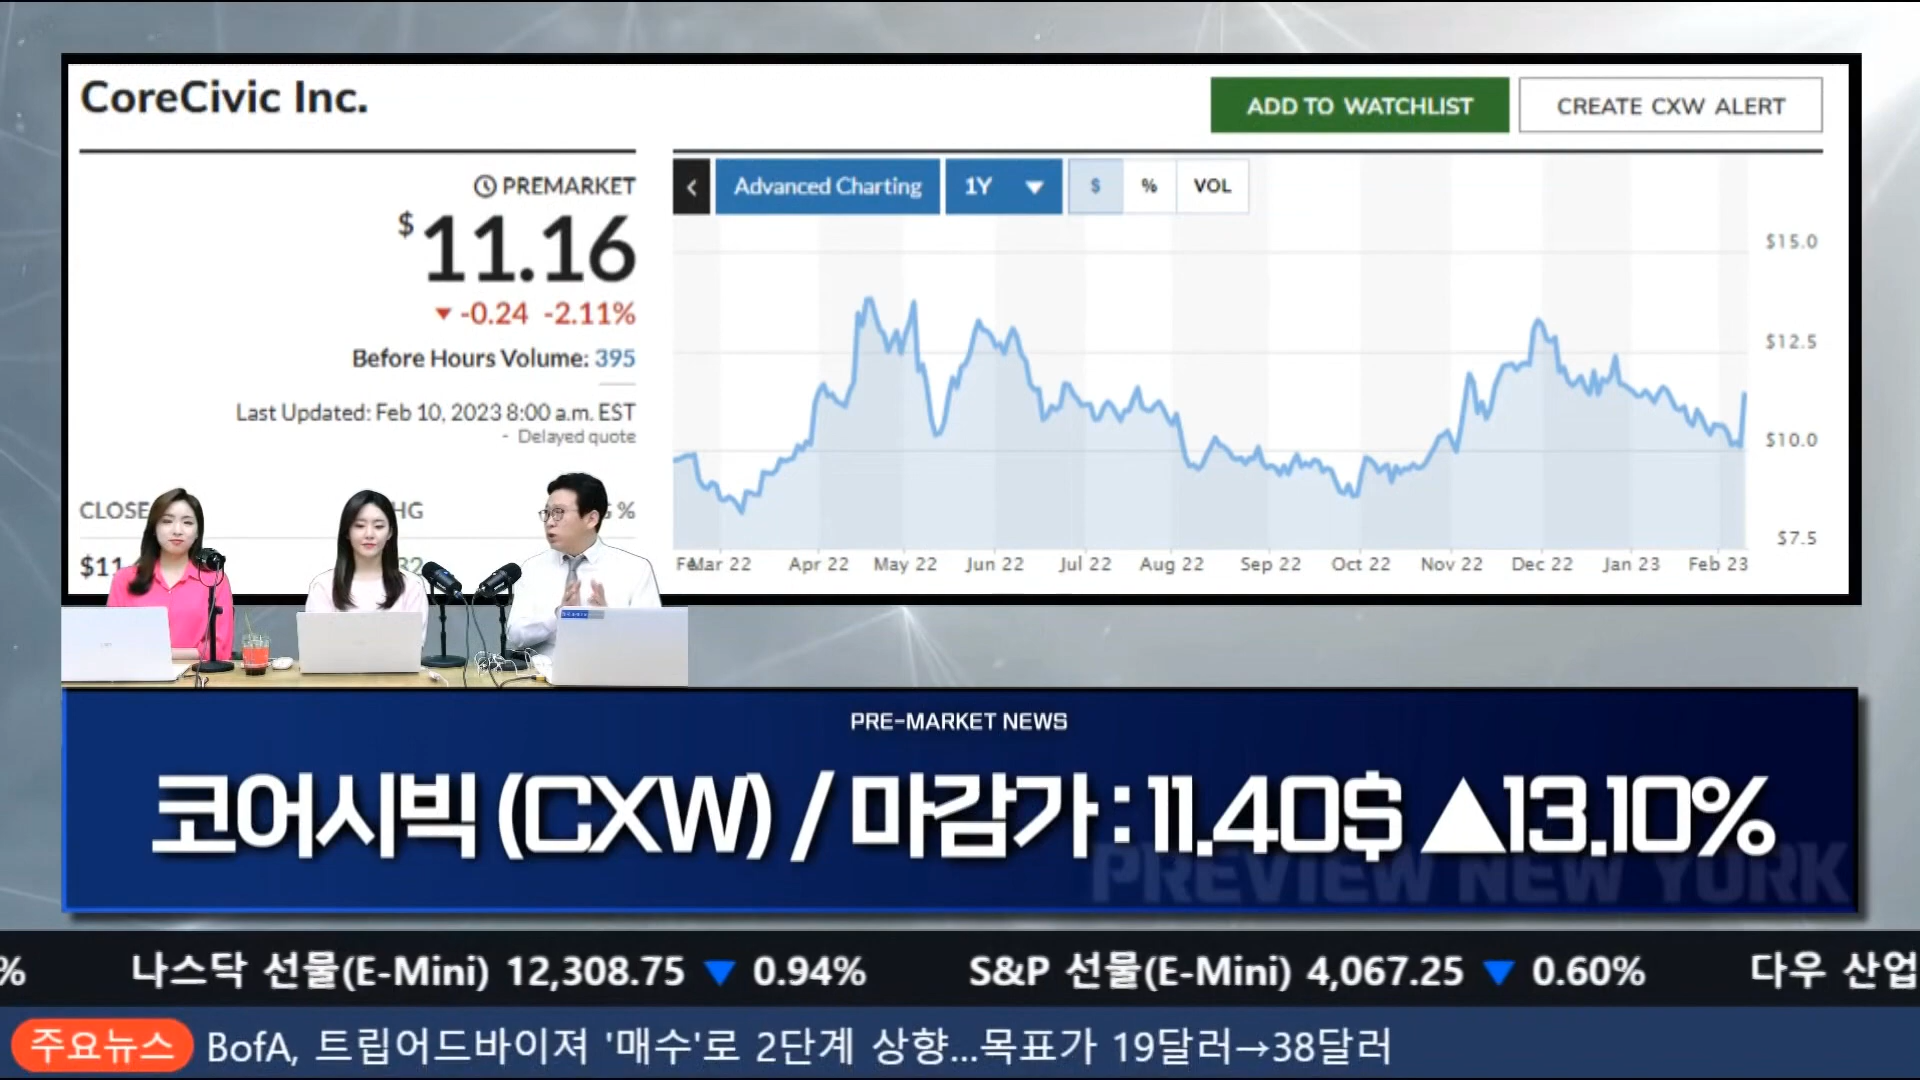 CoreCivic Inc.
ADD TO WATCHLIST
CREATE CXW ALERT
PREMARKET
$11.16
▼ -0.24 -2.11%
Before Hours Volume: 395
Last Updated: Feb 10, 2023 8:00 a.m. EST
- Delayed quote
CLOSE
HG
%
$11
32
Advanced Charting
1Y ▼
$
%
VOL
$15.0
$12.5
$10.0
$7.5
Mar 22 Apr 22 May 22 Jun 22 Jul 22 Aug 22 Sep 22 Oct 22 Nov 22 Dec 22 Jan 23 Feb 23
PRE-MARKET NEWS
코어시빅 (CXW) / 마감가 : 11.40$ ▲13.10%
PREVIEW NEW YORK
% 나스닥 선물(E-Mini) 12,308.75 ▼ 0.94% S&P 선물(E-Mini) 4,067.25 ▼ 0.60% 다우 산업
주요뉴스 BofA, 트립어드바이져 '매수'로 2단계 상향...목표가 19달러→38달러